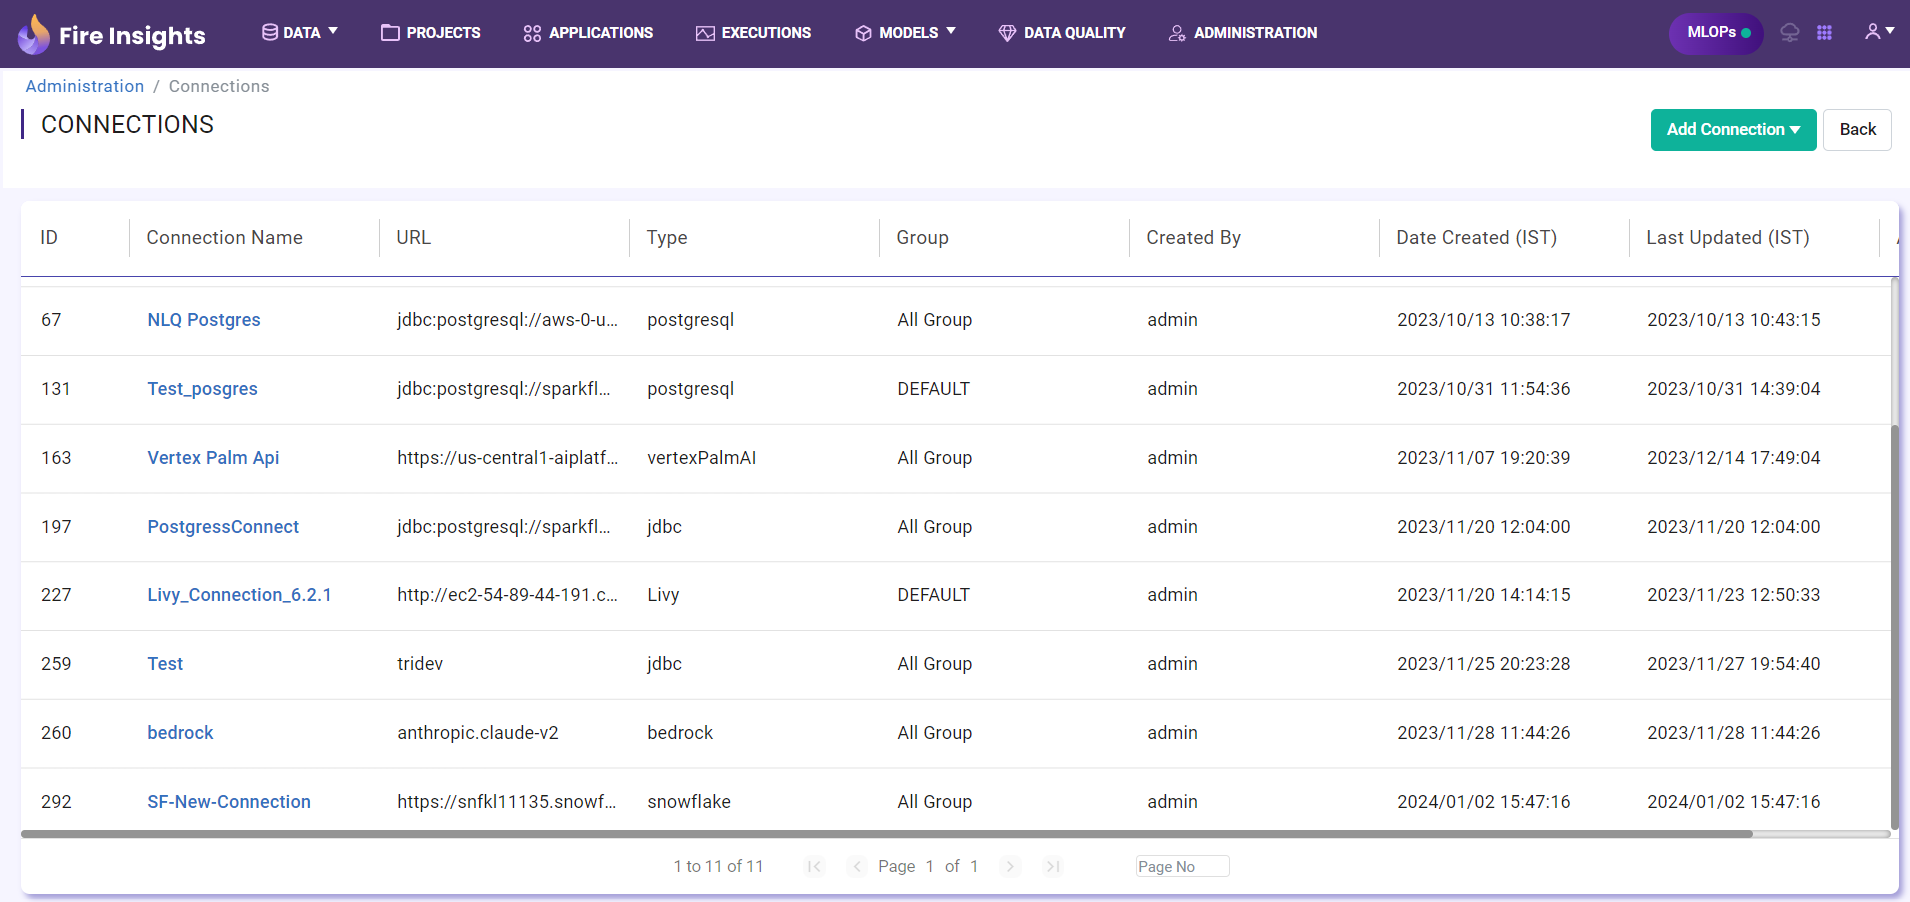 Fire Insights DATA PROJECTS APPLICATIONS EXECUTIONS MODELS DATA QUALITY ADMINISTRATION MLOPs
Administration / Connections
CONNECTIONS
Add Connection Back
ID Connection Name URL Type Group Created By Date Created (IST) Last Updated (IST)
67 NLQ Postgres jdbc:postgresql://aws-0-u... postgresql All Group admin 2023/10/13 10:38:17 2023/10/13 10:43:15
131 Test_posgres jdbc:postgresql://sparkfl... postgresql DEFAULT admin 2023/10/31 11:54:36 2023/10/31 14:39:04
163 Vertex Palm Api https://us-central1-aiplatf... vertexPalmAI All Group admin 2023/11/07 19:20:39 2023/12/14 17:49:04
197 PostgressConnect jdbc:postgresql://sparkfl... jdbc All Group admin 2023/11/20 12:04:00 2023/11/20 12:04:00
227 Livy_Connection_6.2.1 http://ec2-54-89-44-191.c... Livy DEFAULT admin 2023/11/20 14:14:15 2023/11/23 12:50:33
259 Test tridev jdbc All Group admin 2023/11/25 20:23:28 2023/11/27 19:54:40
260 bedrock anthropic.claude-v2 bedrock All Group admin 2023/11/28 11:44:26 2023/11/28 11:44:26
292 SF-New-Connection https://snfkl11135.snowf... snowflake All Group admin 2024/01/02 15:47:16 2024/01/02 15:47:16
1 to 11 of 11 Page 1 of 1 Page No